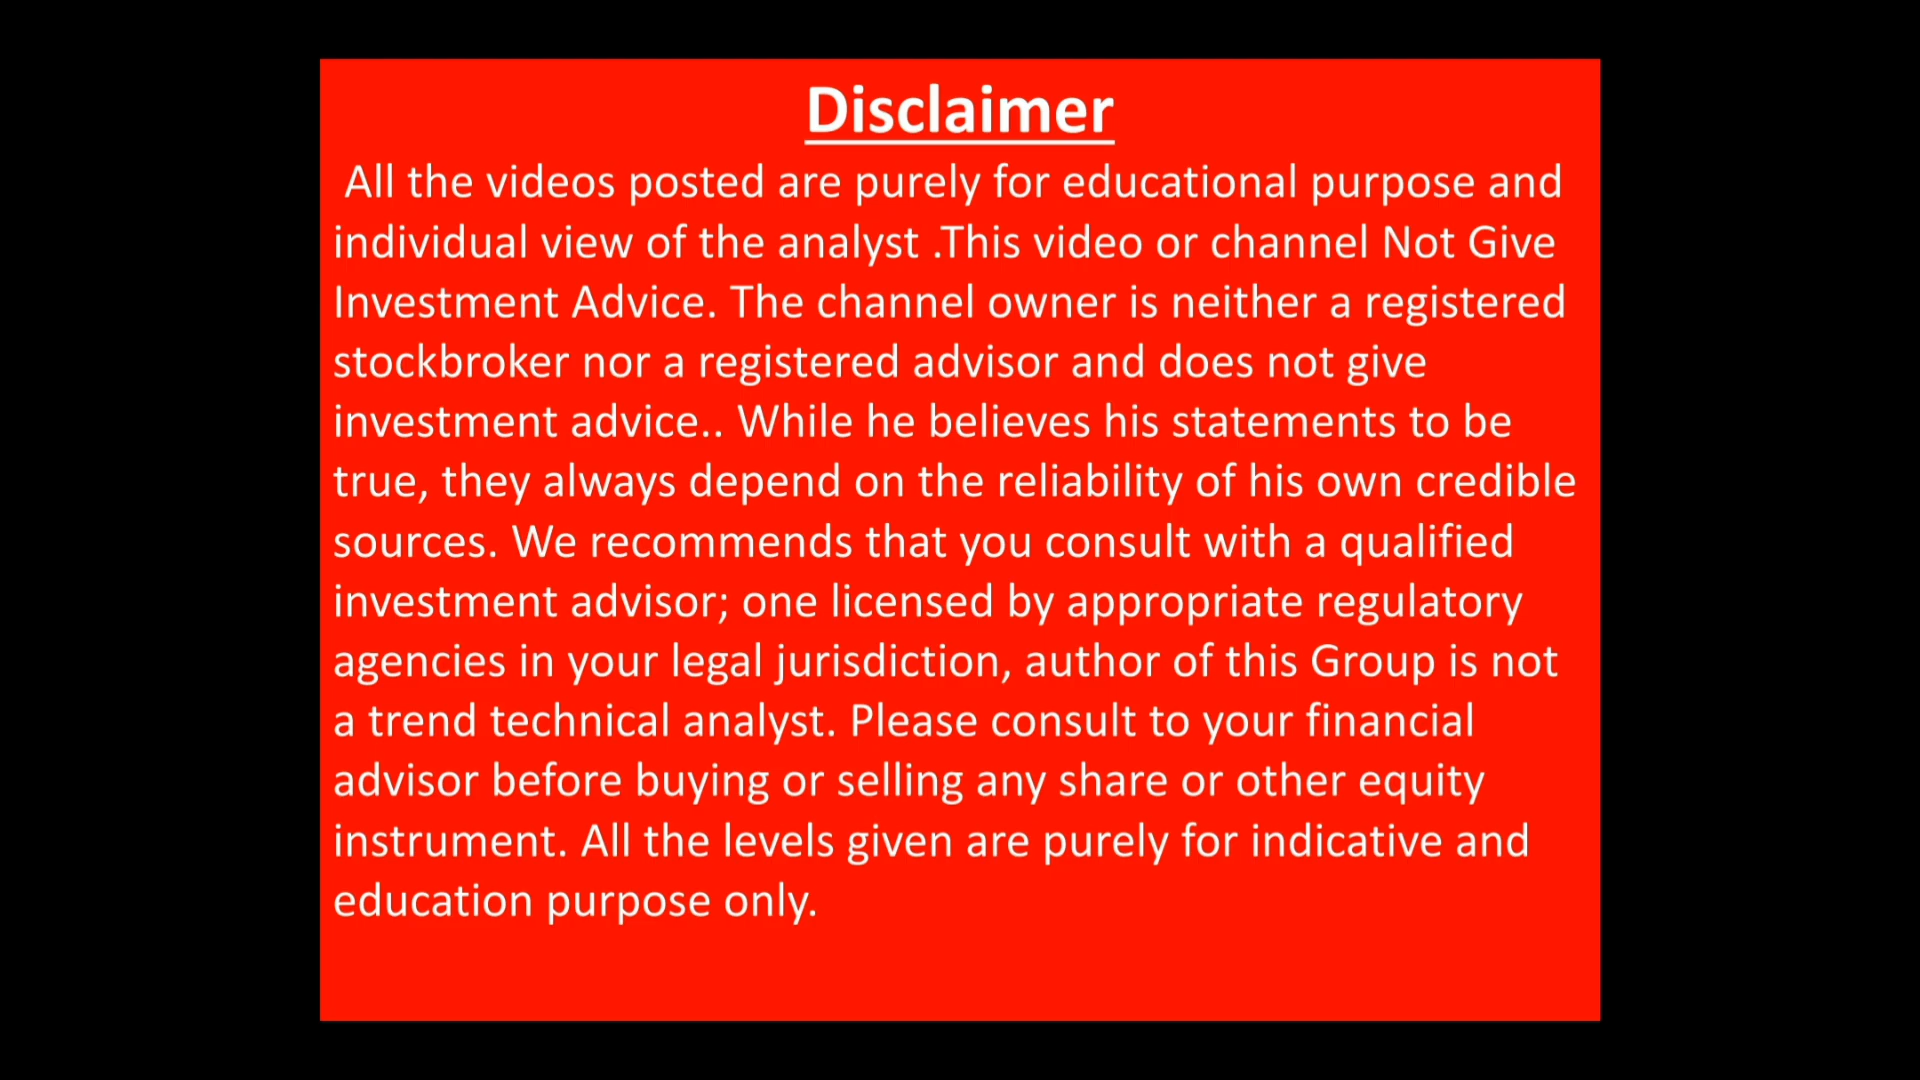 Disclaimer
All the videos posted are purely for educational purpose and
individual view of the analyst .This video or channel Not Give
Investment Advice. The channel owner is neither a registered
stockbroker nor a registered advisor and does not give
investment advice.. While he believes his statements to be
true, they always depend on the reliability of his own credible
sources. We recommends that you consult with a qualified
investment advisor; one licensed by appropriate regulatory
agencies in your legal jurisdiction, author of this Group is not
a trend technical analyst. Please consult to your financial
advisor before buying or selling any share or other equity
instrument. All the levels given are purely for indicative and
education purpose only.